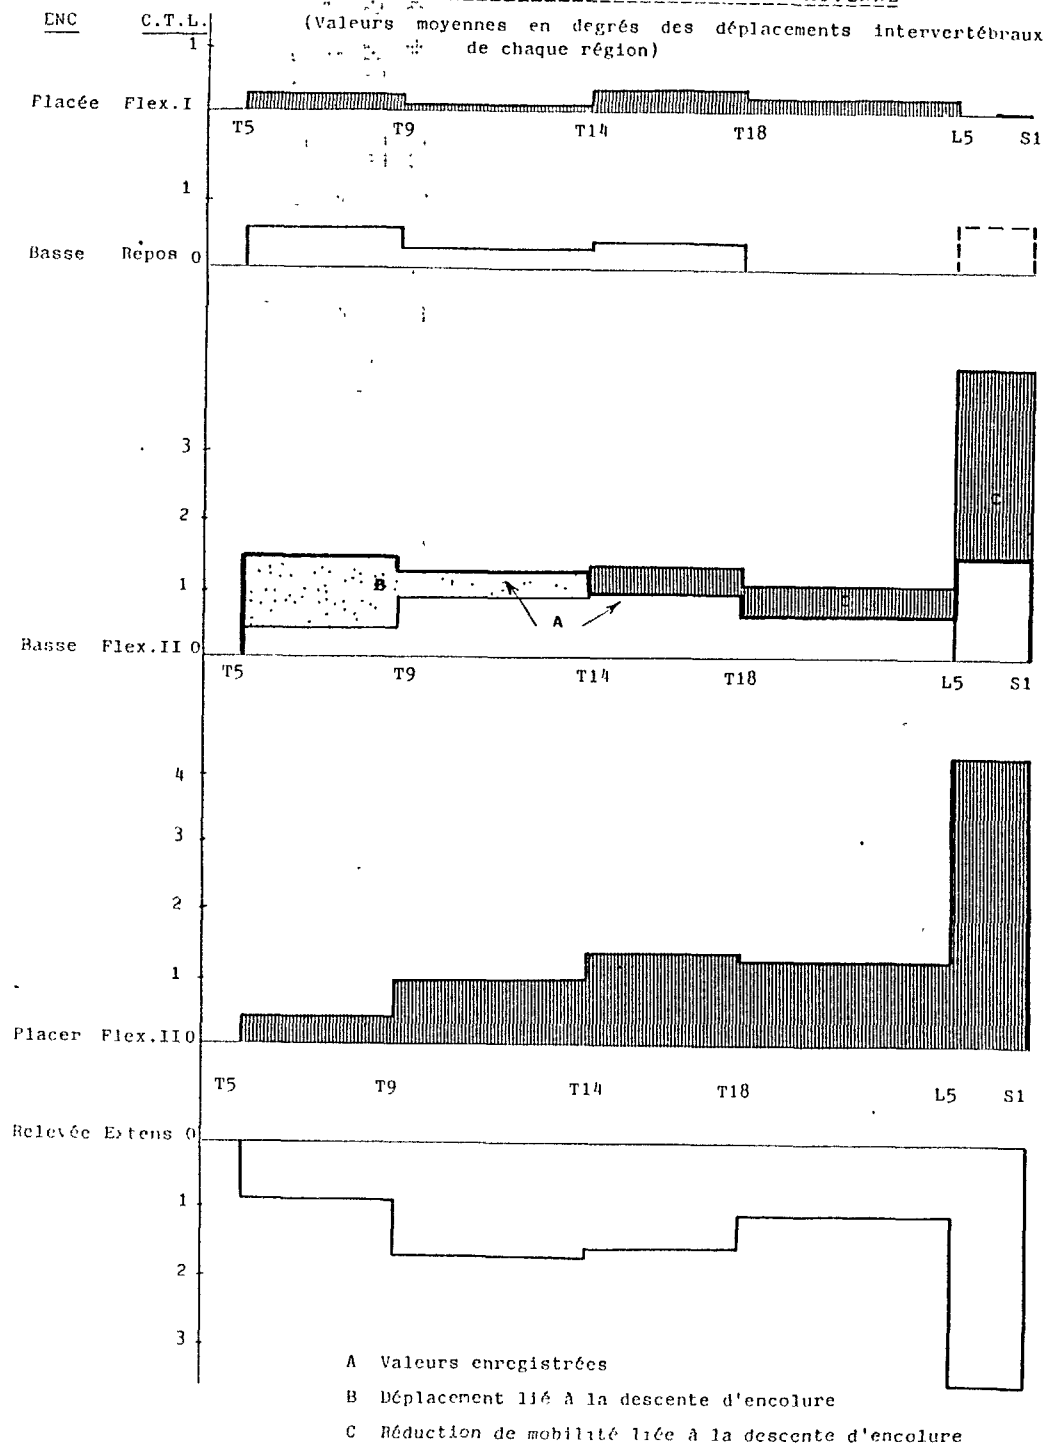 ENC C.T.L. (Valeurs moyennes en degrés des déplacements intervertébraux
de chaque région)
1
Placée Flex.I
T5 T9 T14 T18 L5 S1
1
Basse Répos 0
3
2
1
B
C
C
A
Basse Flex.II 0
T5 T9 T14 T18 L5 S1
4
3
2
1
Placer Flex.II 0
T5 T9 T14 T18 L5 S1
Relevée Extens 0
1
2
3
A Valeurs enregistrées
B Déplacement lié à la descente d'encolure
C Réduction de mobilité liée à la descente d'encolure